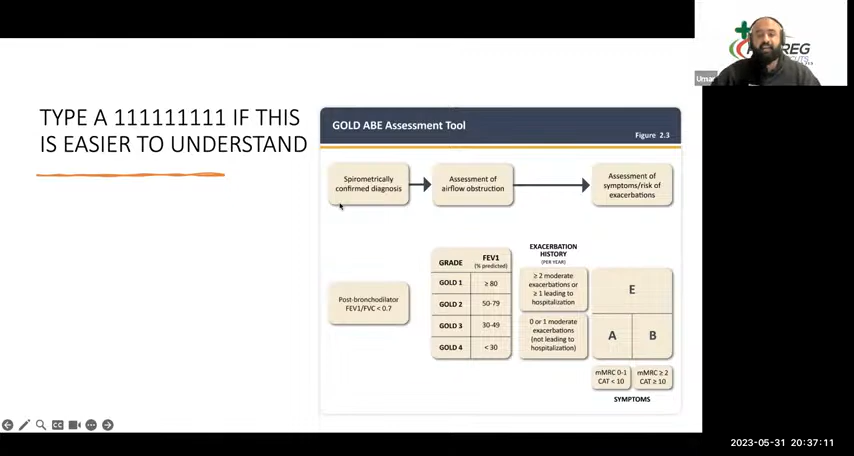 TYPE A 111111111 IF THIS
IS EASIER TO UNDERSTAND
GOLD ABE Assessment Tool
Figure 2.3
Spirometrically
confirmed diagnosis
Assessment of
airflow obstruction
Assessment of
symptoms/risk of
exacerbations
Post-bronchodilator
FEV1/FVC < 0.7
GRADE
FEV1
(% predicted)
GOLD 1
≥ 80
GOLD 2
50-79
GOLD 3
30-49
GOLD 4
< 30
EXACERBATION
HISTORY
(PER YEAR)
≥ 2 moderate
exacerbations or
≥ 1 leading to
hospitalization
0 or 1 moderate
exacerbations
(not leading to
hospitalization)
E
A
B
mMRC 0-1
CAT < 10
mMRC ≥ 2
CAT ≥ 10
SYMPTOMS
REG
Umar
CC
2023-05-31 20:37:11